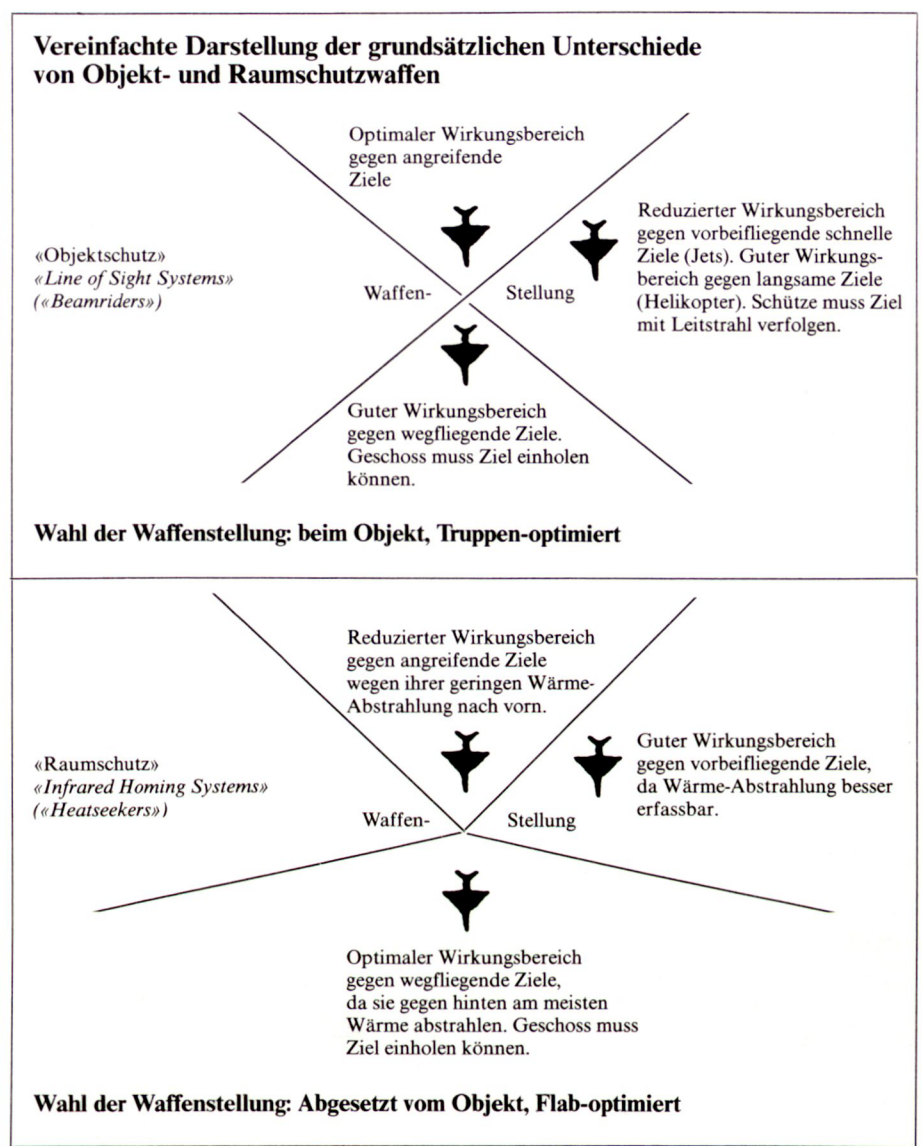 Vereinfachte Darstellung der grundsätzlichen Unterschiede
von Objekt- und Raumschutzwaffen
Optimaler Wirkungsbereich
gegen angreifende
Ziele
«Objektschutz»
«Line of Sight Systems»
(«Beamriders»)
Waffen- Stellung
Reduzierter Wirkungsbereich
gegen vorbeifliegende schnelle
Ziele (Jets). Guter Wirkungs-
bereich gegen langsame Ziele
(Helikopter). Schütze muss Ziel
mit Leitstrahl verfolgen.
Guter Wirkungsbereich
gegen wegfliegende Ziele.
Geschoss muss Ziel einholen
können.
Wahl der Waffenstellung: beim Objekt, Truppen-optimiert
Reduzierter Wirkungsbereich
gegen angreifende Ziele
wegen ihrer geringen Wärme-
Abstrahlung nach vorn.
«Raumschutz»
«Infrared Homing Systems»
(«Heatseekers»)
Waffen- Stellung
Guter Wirkungsbereich
gegen vorbeifliegende Ziele,
da Wärme-Abstrahlung besser
erfassbar.
Optimaler Wirkungsbereich
gegen wegfliegende Ziele,
da sie gegen hinten am meisten
Wärme abstrahlen. Geschoss muss
Ziel einholen können.
Wahl der Waffenstellung: Abgesetzt vom Objekt, Flab-optimiert